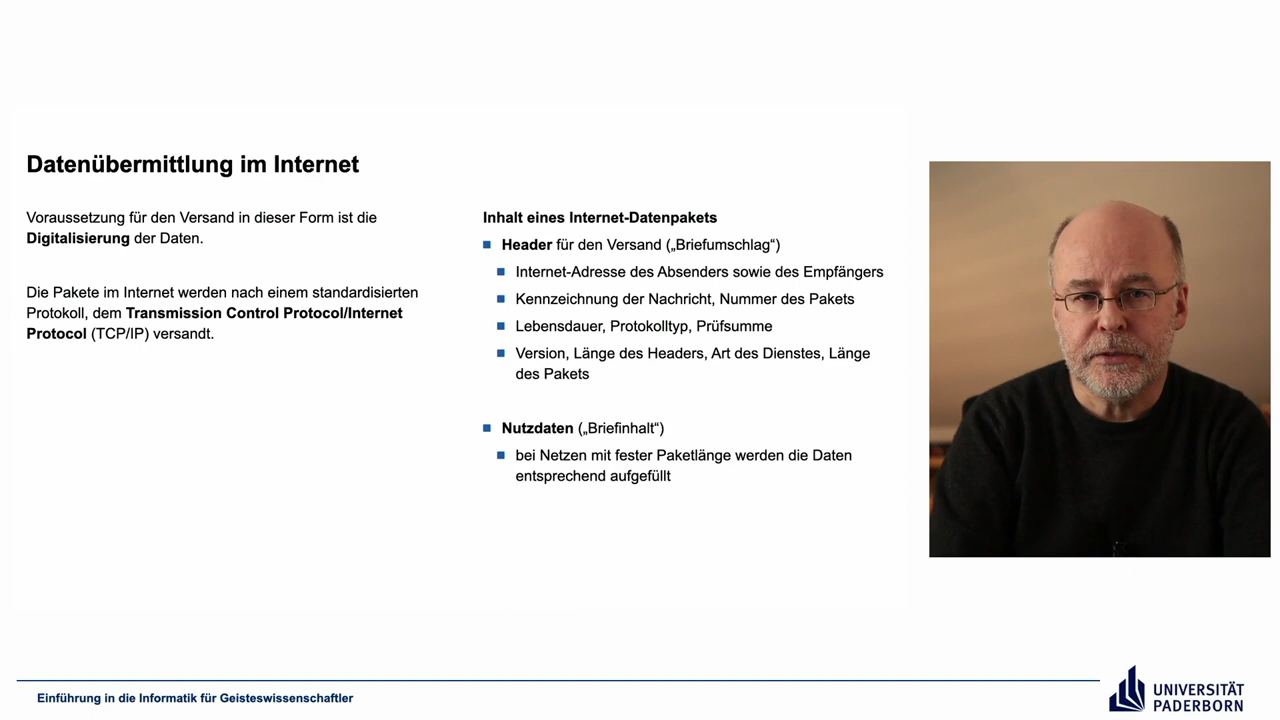 Datenübermittlung im Internet
Voraussetzung für den Versand in dieser Form ist die
Digitalisierung der Daten.
Die Pakete im Internet werden nach einem standardisierten
Protokoll, dem Transmission Control Protocol/Internet
Protocol (TCP/IP) versandt.
Inhalt eines Internet-Datenpakets
Header für den Versand („Briefumschlag“)
Internet-Adresse des Absenders sowie des Empfängers
Kennzeichnung der Nachricht, Nummer des Pakets
Lebensdauer, Protokolltyp, Prüfsumme
Version, Länge des Headers, Art des Dienstes, Länge
des Pakets
Nutzdaten („Briefinhalt“)
bei Netzen mit fester Paketlänge werden die Daten
entsprechend aufgefüllt
Einführung in die Informatik für Geisteswissenschaftler
UNIVERSITÄT
PADERBORN